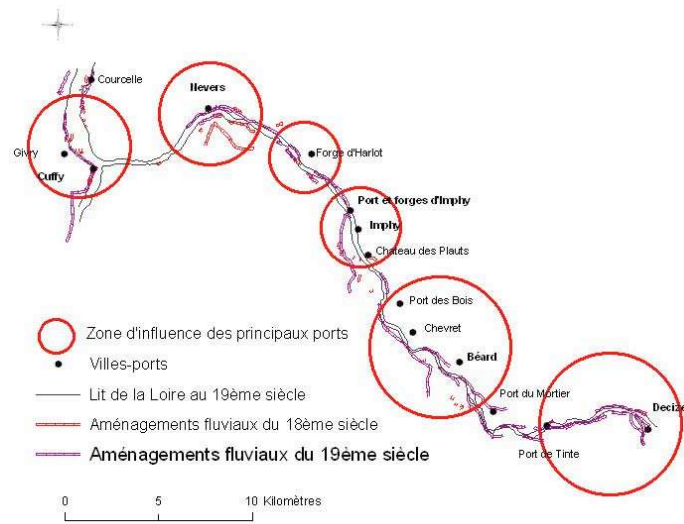 Courcelle
Nevers
Givry
Cuffy
Forge d'Harlot
Port et forges d'Imphy
Imphy
Chateau des Plauts
Port des Bois
Chevret
Béard
Port du Mortier
Decize
Port de Tinte
Zone d'influence des principaux ports
Villes-ports
Lit de la Loire au 19ème siècle
Aménagements fluviaux du 18ème siècle
Aménagements fluviaux du 19ème siècle
0 5 10 Kilomètres